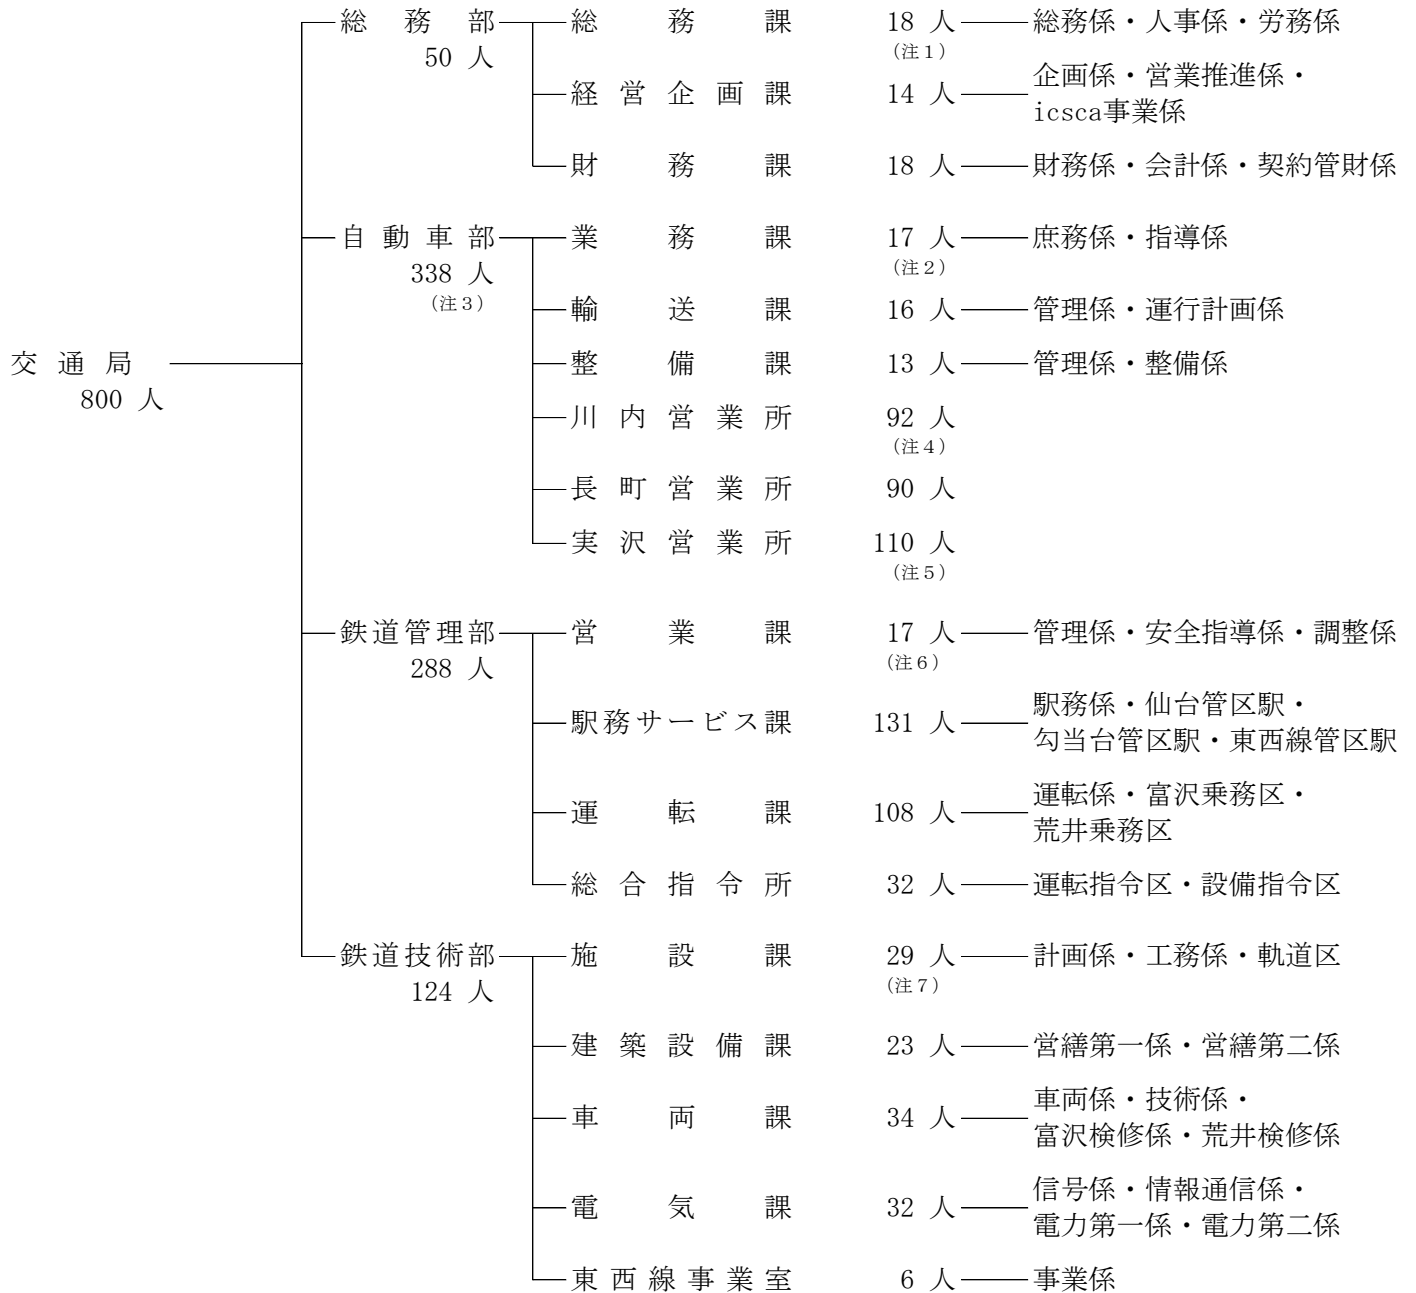 総務部 総務課 18 人 総務係・人事係・労務係
50 人 (注1)
経営企画課 14 人 企画係・営業推進係・
icsca事業係
財務課 18 人 財務係・会計係・契約管財係
自動車部 業務課 17 人 庶務係・指導係
338 人 (注2)
(注3) 輸送課 16 人 管理係・運行計画係
交通局 整備課 13 人 管理係・整備係
800 人
川内営業所 92 人
(注4)
長町営業所 90 人
実沢営業所 110 人
(注5)
鉄道管理部 営業課 17 人 管理係・安全指導係・調整係
288 人 (注6)
駅務サービス課 131 人 駅務係・仙台管区駅・
勾当台管区駅・東西線管区駅
運転課 108 人 運転係・富沢乗務区・
荒井乗務区
総合指令所 32 人 運転指令区・設備指令区
鉄道技術部 施設課 29 人 計画係・工務係・軌道区
124 人 (注7)
建築設備課 23 人 営繕第一係・営繕第二係
車両課 34 人 車両係・技術係・
富沢検修係・荒井検修係
電気課 32 人 信号係・情報通信係・
電力第一係・電力第二係
東西線事業室 6 人 事業係